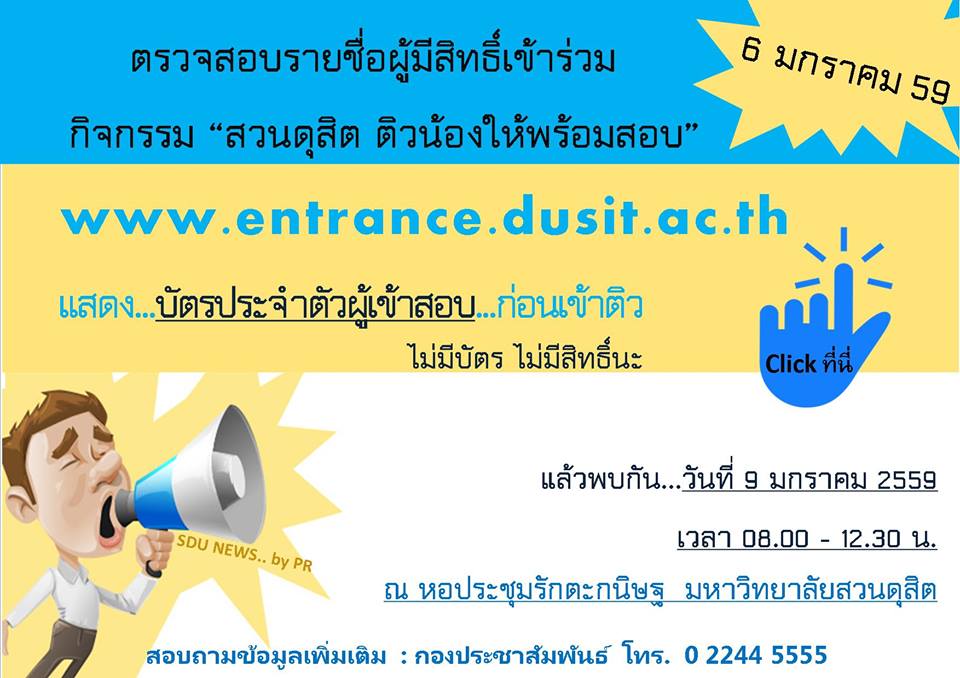 ตรวจสอบรายชื่อผู้มีสิทธิ์เข้าร่วม
กิจกรรม “สวนดุสิต ติวน้องให้พร้อมสอบ”
6 มกราคม 59
www.entrance.dusit.ac.th
แสดง...บัตรประจำตัวผู้เข้าสอบ...ก่อนเข้าติว
ไม่มีบัตร ไม่มีสิทธิ์นะ
Click ที่นี่
แล้วพบกัน...วันที่ 9 มกราคม 2559
เวลา 08.00 - 12.30 น.
SDU NEWS.. by PR
ณ หอประชุมรักตะกนิษฐ มหาวิทยาลัยสวนดุสิต
สอบถามข้อมูลเพิ่มเติม : กองประชาสัมพันธ์ โทร. 0 2244 5555